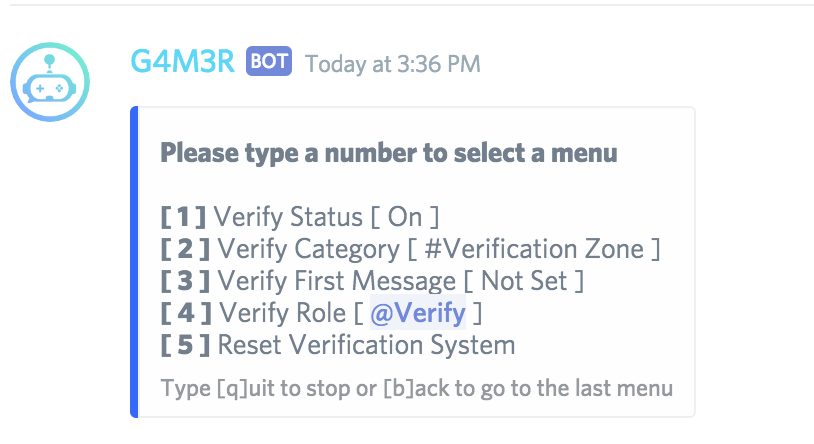 G4M3R BOT Today at 3:36 PM
Please type a number to select a menu
[ 1 ] Verify Status [ On ]
[ 2 ] Verify Category [ #Verification Zone ]
[ 3 ] Verify First Message [ Not Set ]
[ 4 ] Verify Role [ @Verify ]
[ 5 ] Reset Verification System
Type [q]uit to stop or [b]ack to go to the last menu